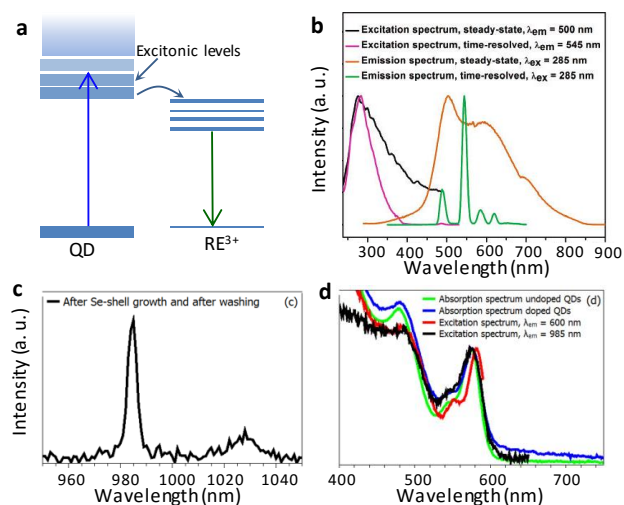 a
Excitonic levels
QD
RE³⁺
b
Excitation spectrum, steady-state, λem = 500 nm
Excitation spectrum, time-resolved, λem = 545 nm
Emission spectrum, steady-state, λex = 285 nm
Emission spectrum, time-resolved, λex = 285 nm
Intensity (a. u.)
300 400 500 600 700 800 900
Wavelength (nm)
c
After Se-shell growth and after washing
(c)
Intensity (a. u.)
960 980 1000 1020 1040
Wavelength (nm)
d
Absorption spectrum undoped QDs
(d)
Absorption spectrum doped QDs
Excitation spectrum, λem = 600 nm
Excitation spectrum, λem = 985 nm
400 500 600 700
Wavelength (nm)